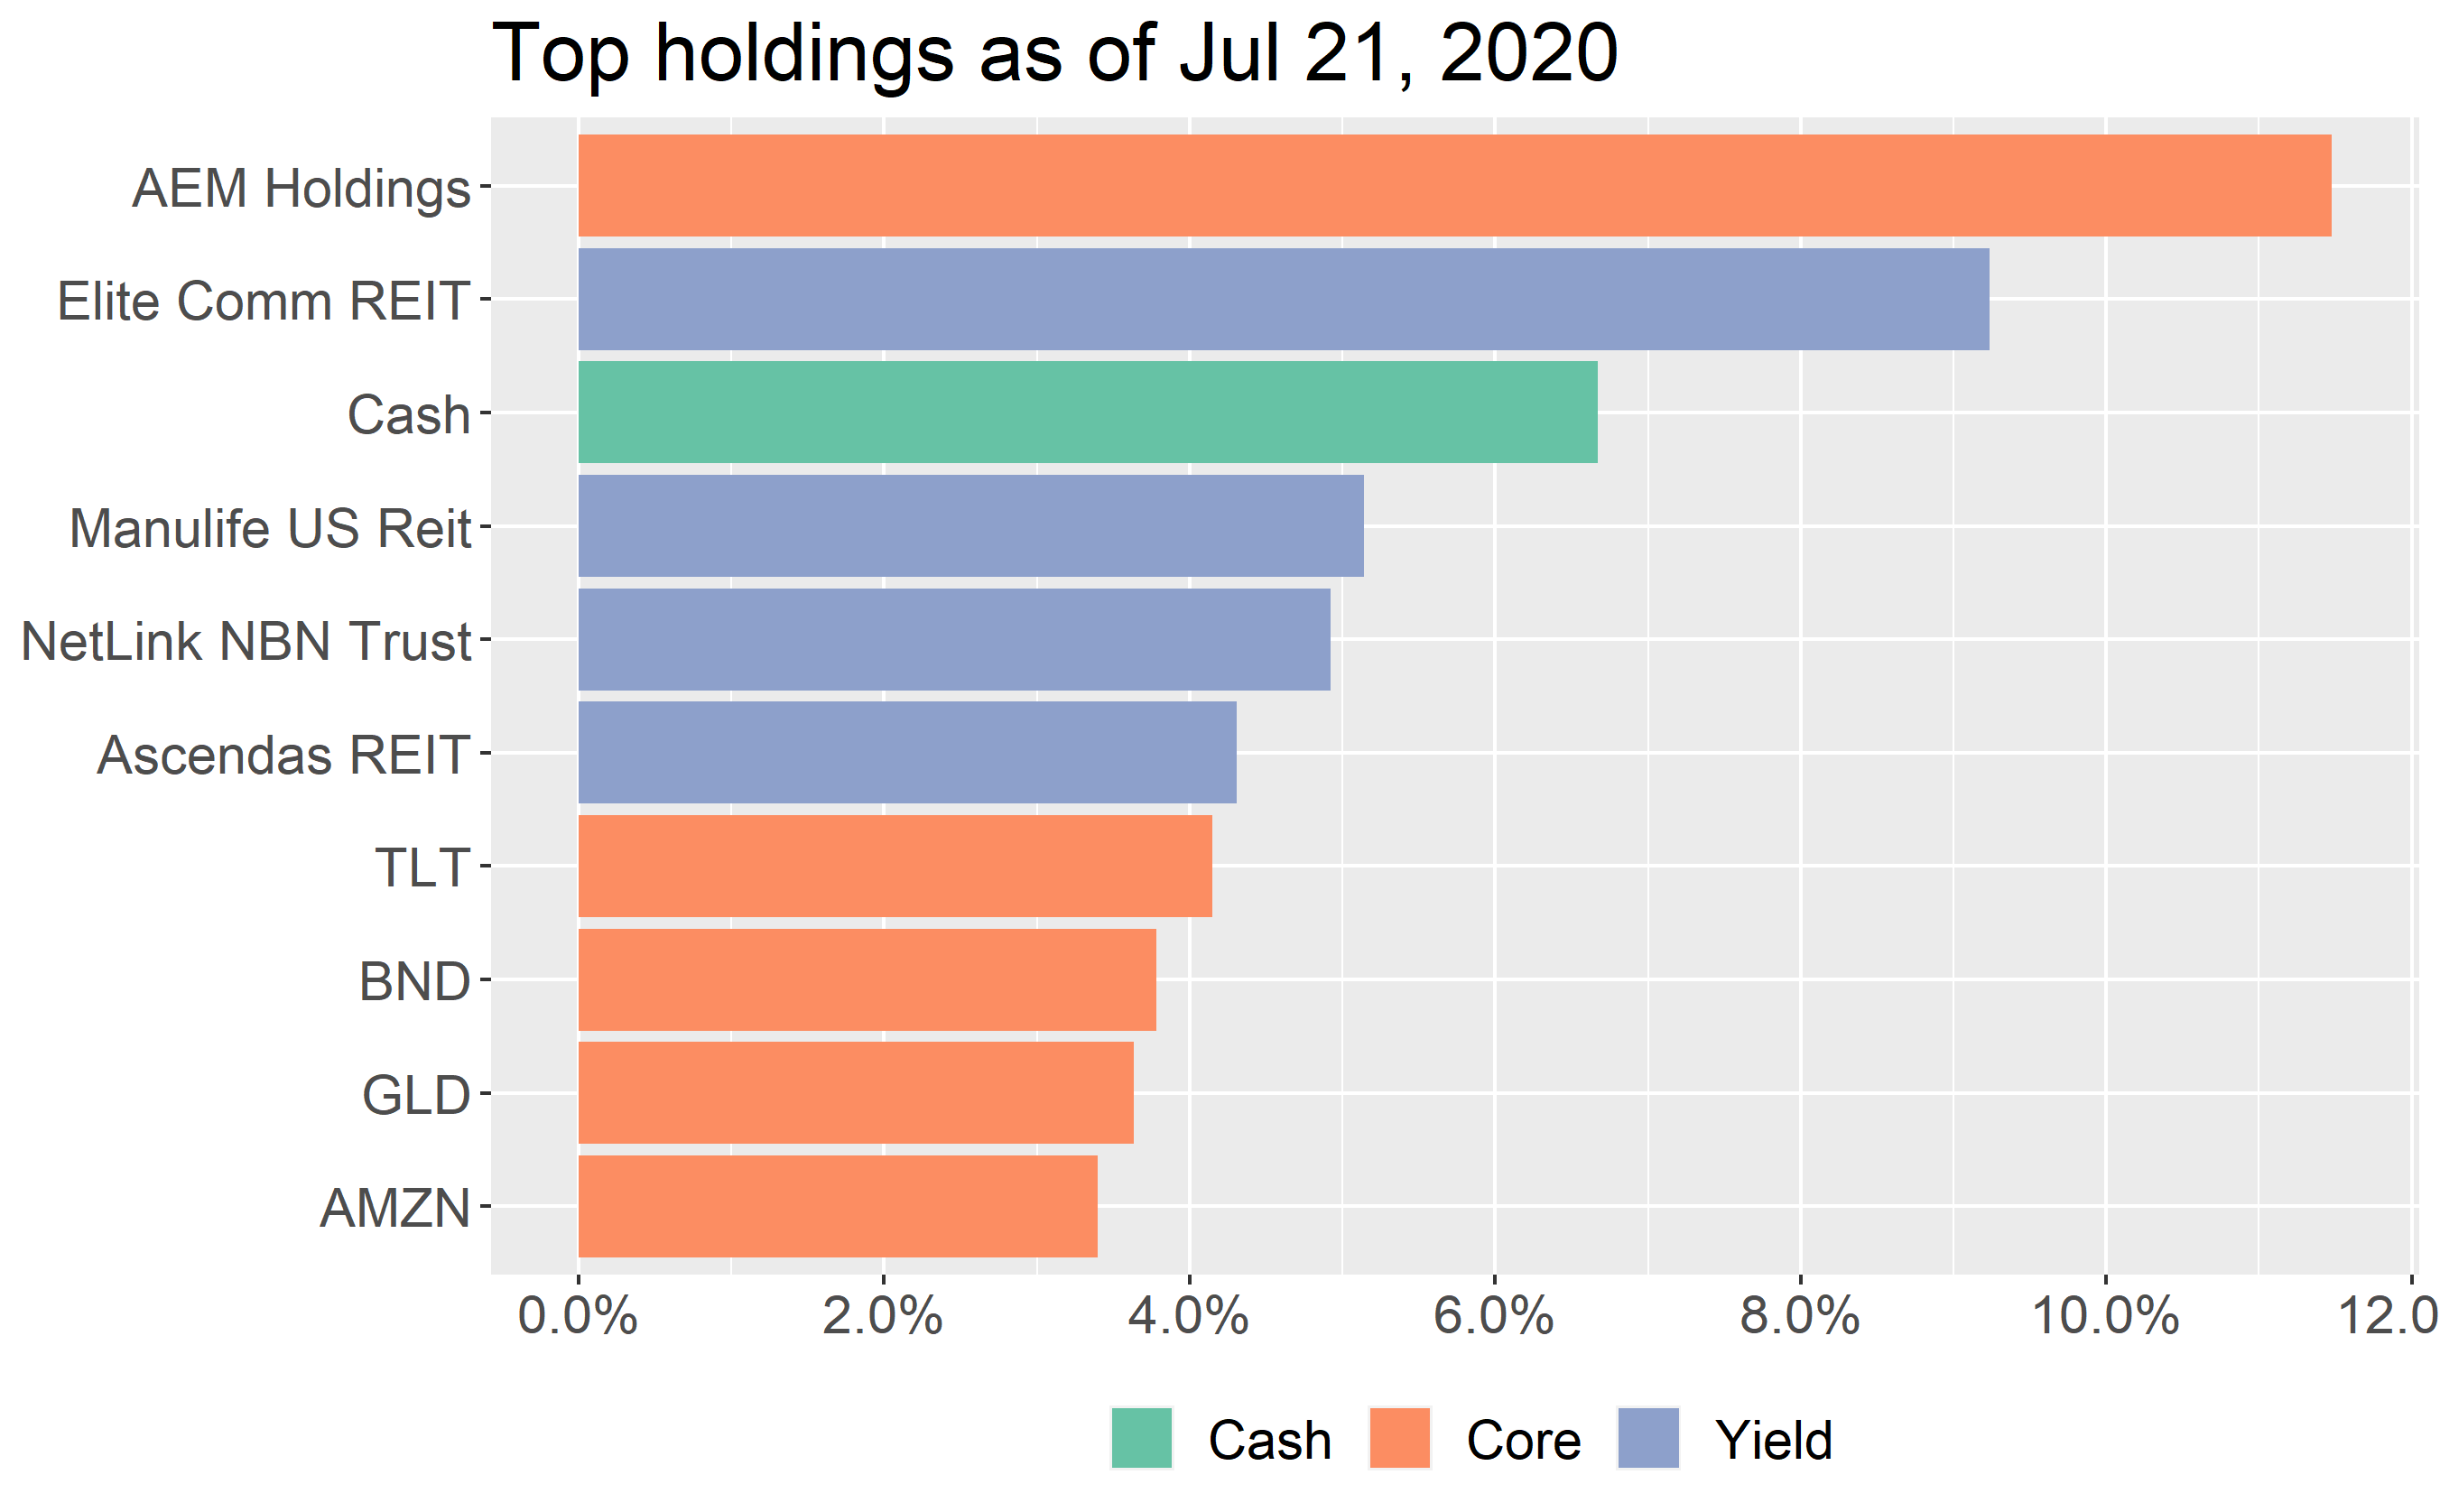 Top holdings as of Jul 21, 2020
AEM Holdings
Elite Comm REIT
Cash
Manulife US Reit
NetLink NBN Trust
Ascendas REIT
TLT
BND
GLD
AMZN
0.0% 2.0% 4.0% 6.0% 8.0% 10.0% 12.0
Cash Core Yield